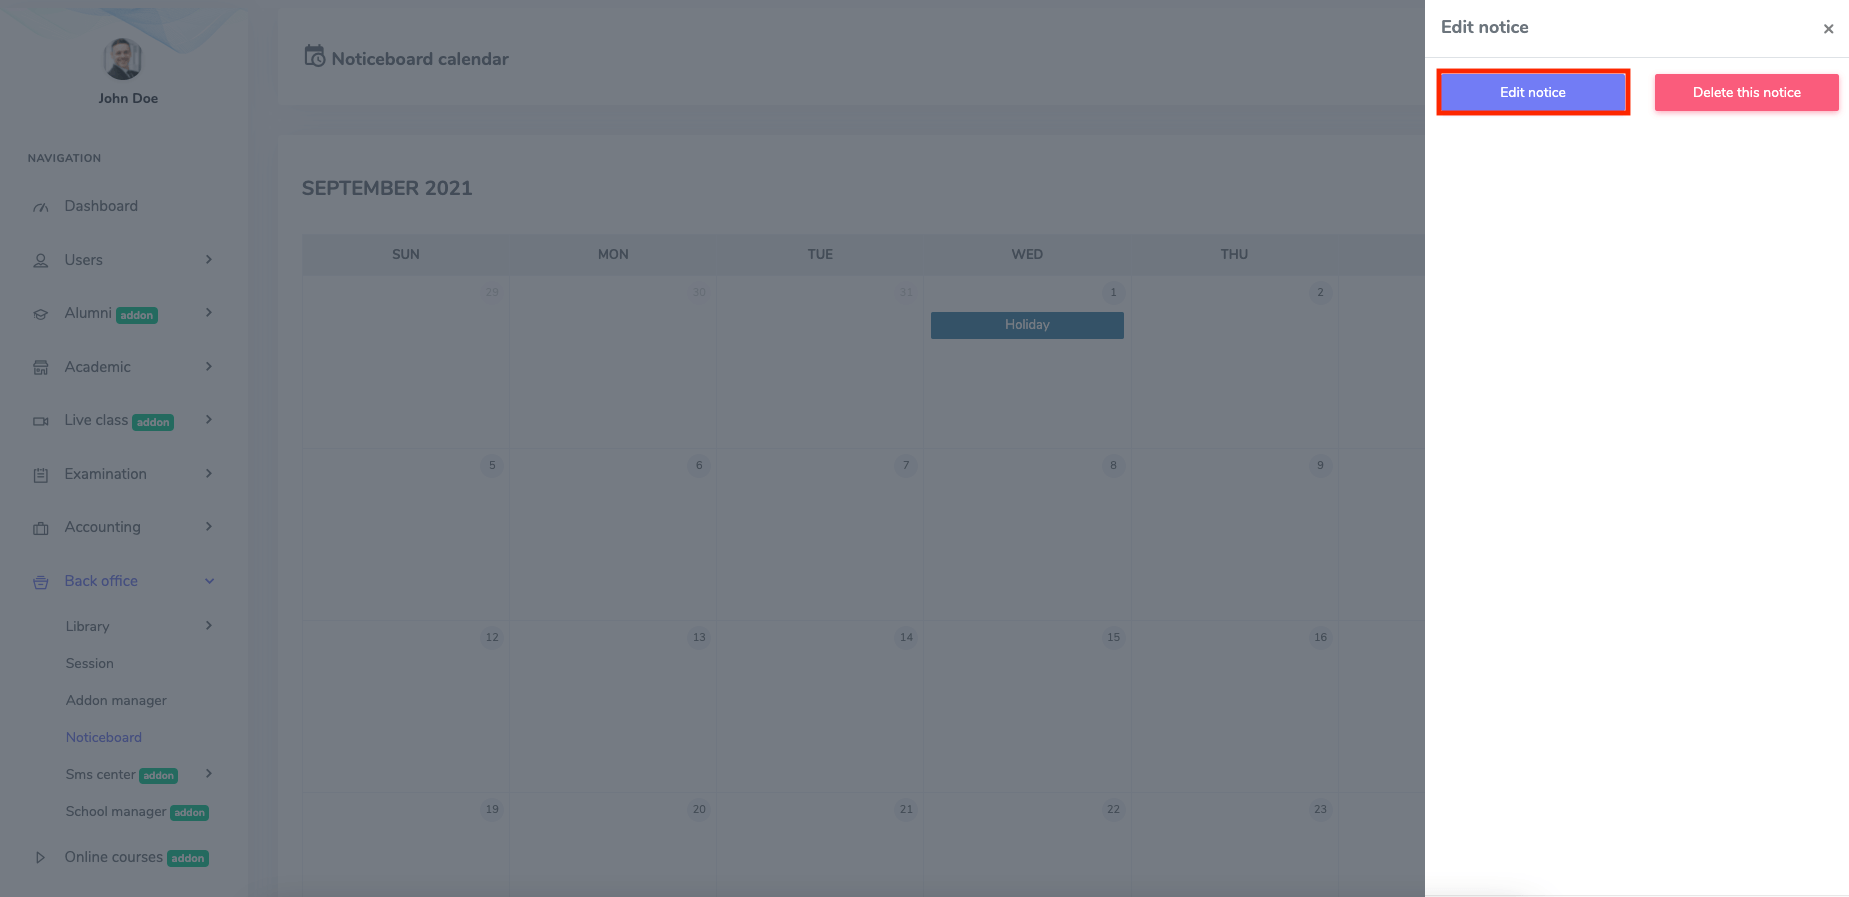 John Doe
NAVIGATION
Dashboard
Users
Alumni addon
Academic
Live class addon
Examination
Accounting
Back office
Library
Session
Addon manager
Noticeboard
Sms center addon
School manager addon
Online courses addon
Noticeboard calendar
SEPTEMBER 2021
SUN MON TUE WED THU
29 30 31 1 2
Holiday
5 6 7 8 9
12 13 14 15 16
19 20 21 22 23
Edit notice ×
Edit notice Delete this notice